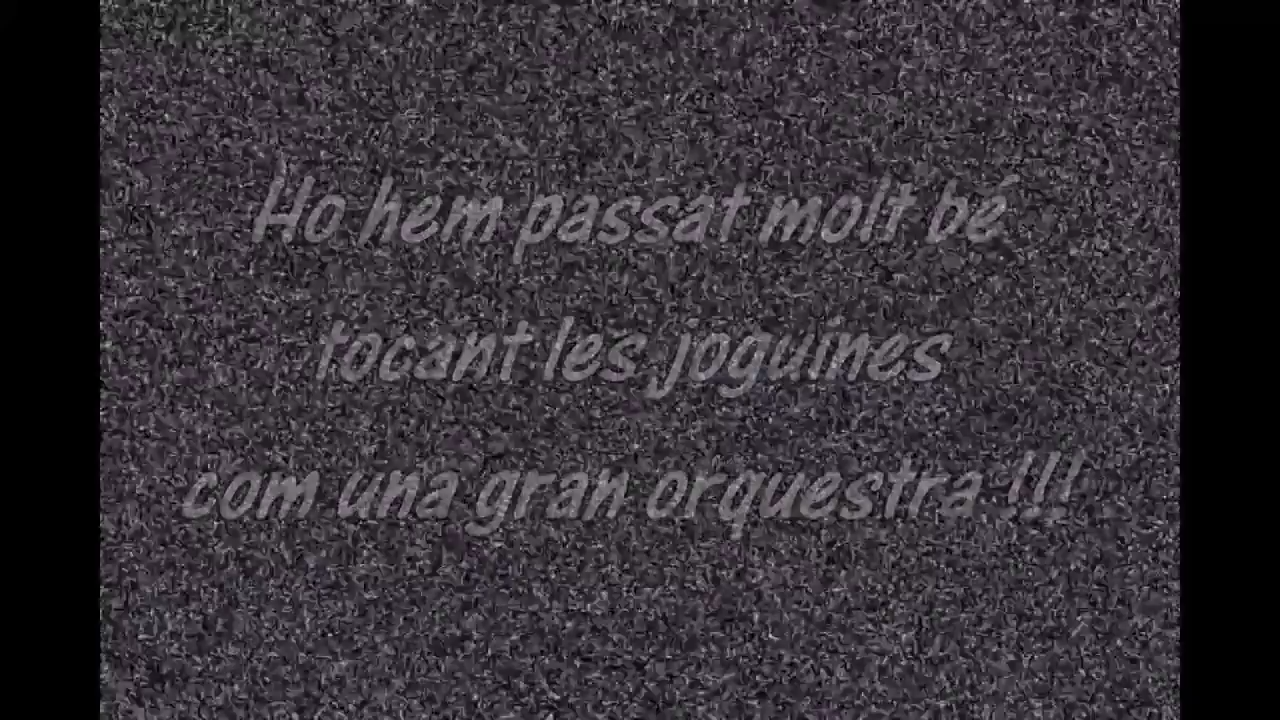 Ho hem passat molt bé
tocant les joguines
com una gran orquestra !!!